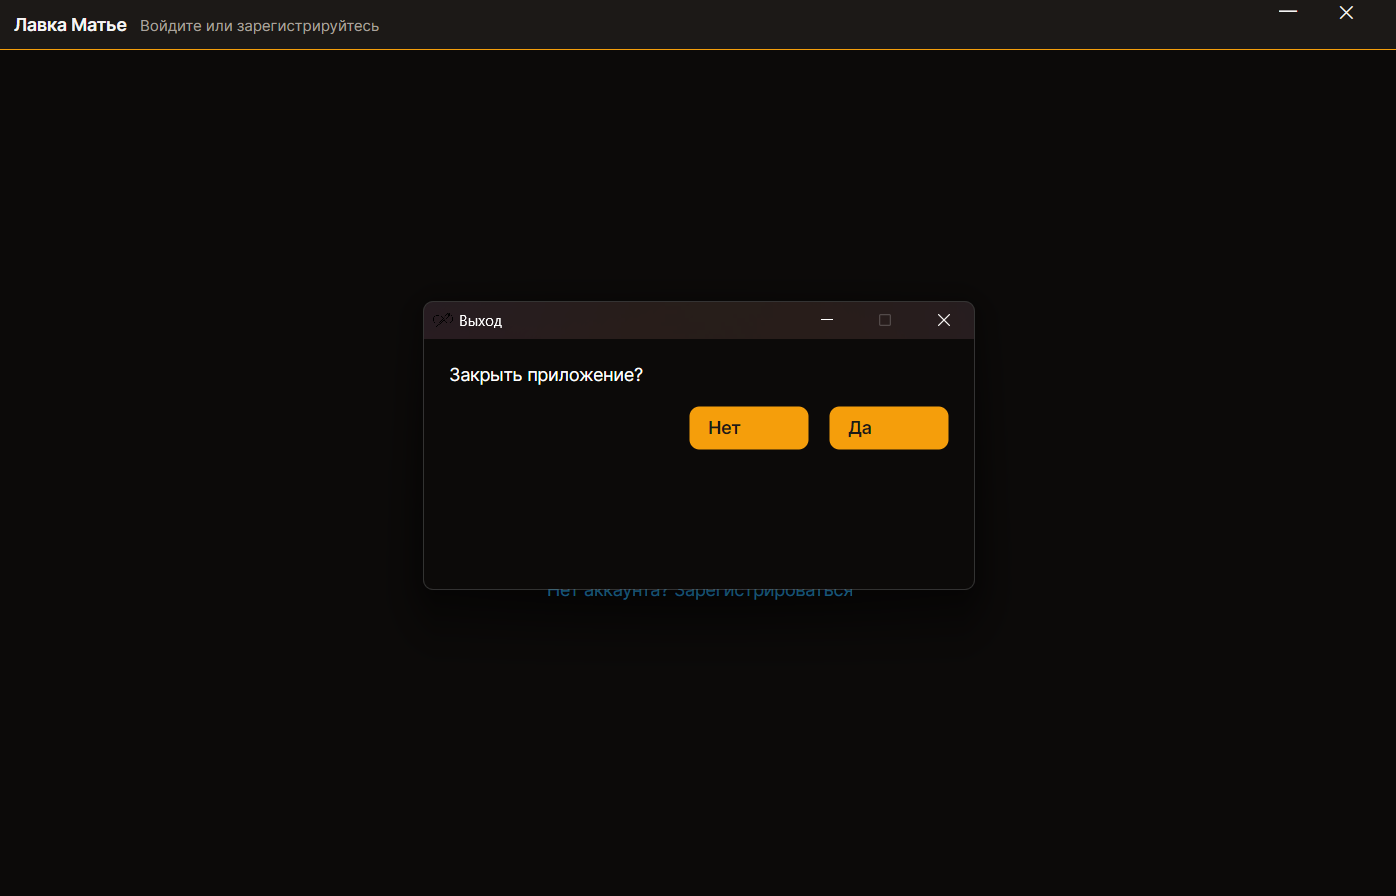 Лавка Матье Войдите или зарегистрируйтесь
Выход
Закрыть приложение?
Нет Да
Нет аккаунта? Зарегистрироваться